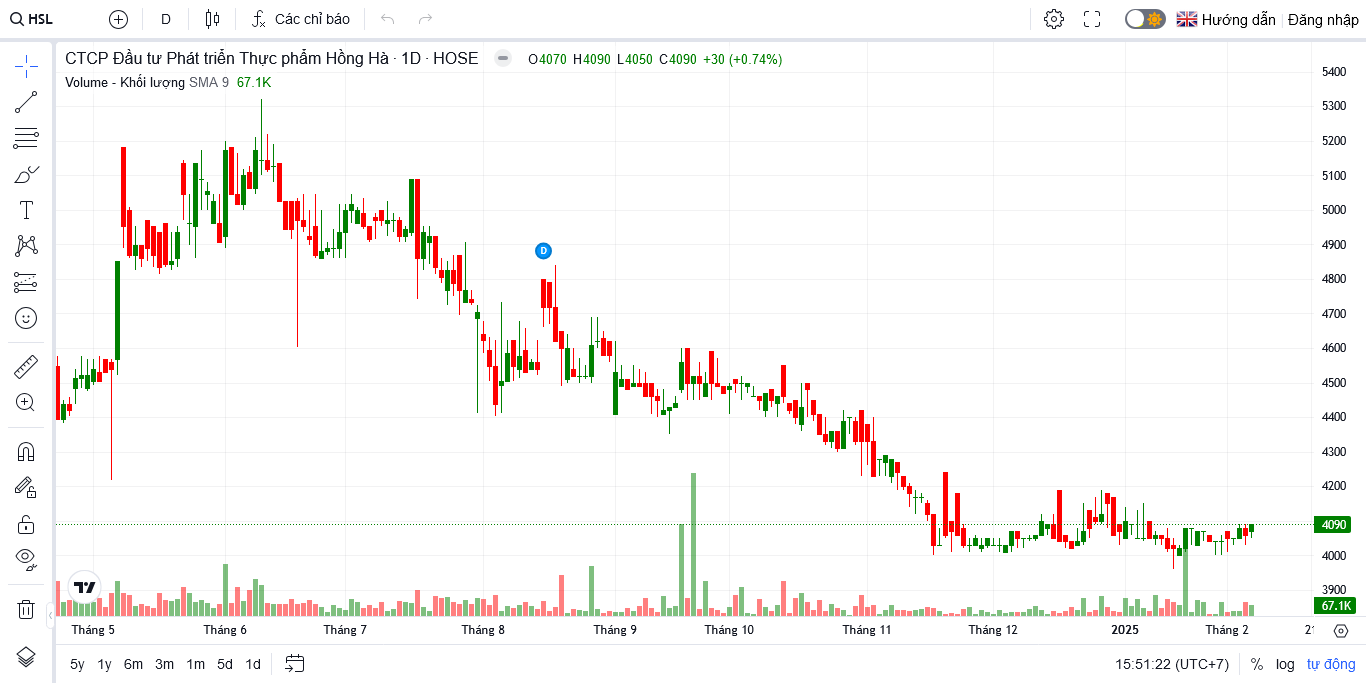 HSL D Các chỉ báo Hướng dẫn Đăng nhập
CTCP Đầu tư Phát triển Thực phẩm Hồng Hà · 1D · HOSE O4070 H4090 L4050 C4090 +30 (+0.74%)
Volume - Khối lượng SMA 9 67.1K
5400
5300
5200
5100
5000
4900
D
4800
4700
4600
4500
4400
4300
4200
4090
4000
3900
67.1K
Tháng 5 Tháng 6 Tháng 7 Tháng 8 Tháng 9 Tháng 10 Tháng 11 Tháng 12 2025 Tháng 2
5y 1y 6m 3m 1m 5d 1d 15:51:22 (UTC+7) % log tự động